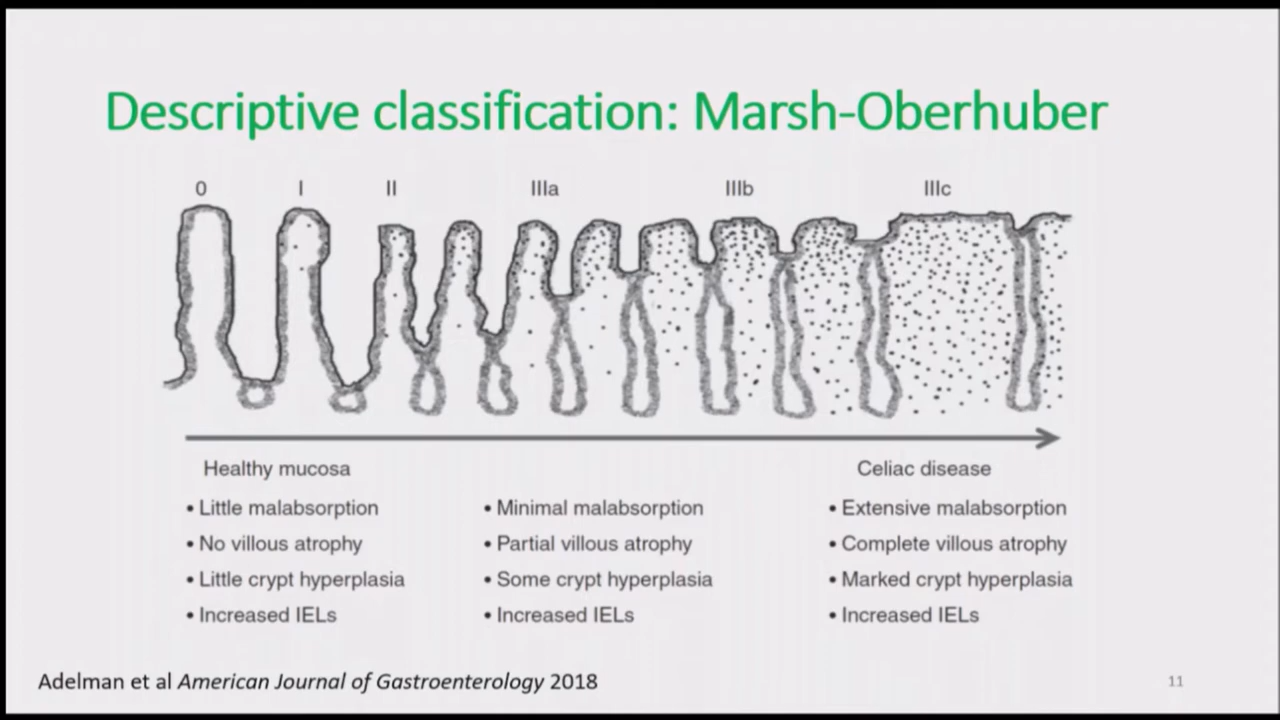 Descriptive classification: Marsh-Oberhuber
0 I II IIIa IIIb IIIc
Healthy mucosa
• Little malabsorption
• No villous atrophy
• Little crypt hyperplasia
• Increased IELs
• Minimal malabsorption
• Partial villous atrophy
• Some crypt hyperplasia
• Increased IELs
Celiac disease
• Extensive malabsorption
• Complete villous atrophy
• Marked crypt hyperplasia
• Increased IELs
Adelman et al American Journal of Gastroenterology 2018
11